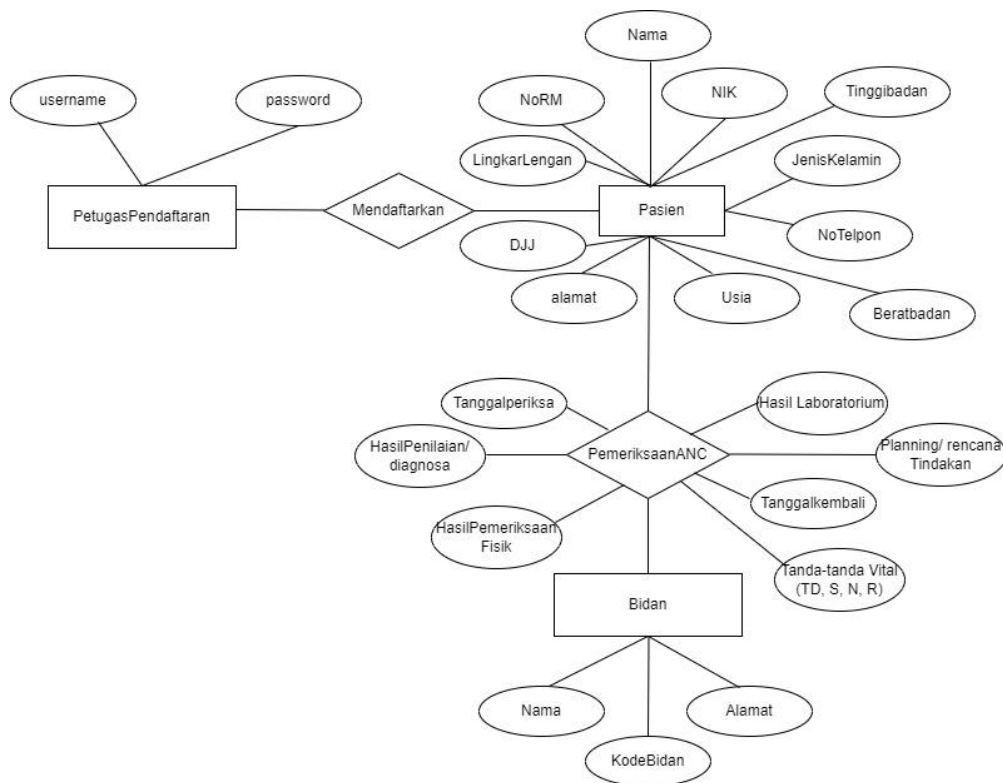 Nama
username
password
NoRM
NIK
Tinggibadan
LingkarLengan
JenisKelamin
PetugasPendaftaran
Mendaftarkan
Pasien
DJJ
NoTelpon
alamat
Usia
Beratbadan
Tanggalperiksa
Hasil Laboratorium
HasilPenilaian/
diagnosa
PemeriksaanANC
Planning/ rencana
Tindakan
Tanggalkembali
HasilPemeriksaan
Fisik
Tanda-tanda Vital
(TD, S, N, R)
Bidan
Nama
Alamat
KodeBidan